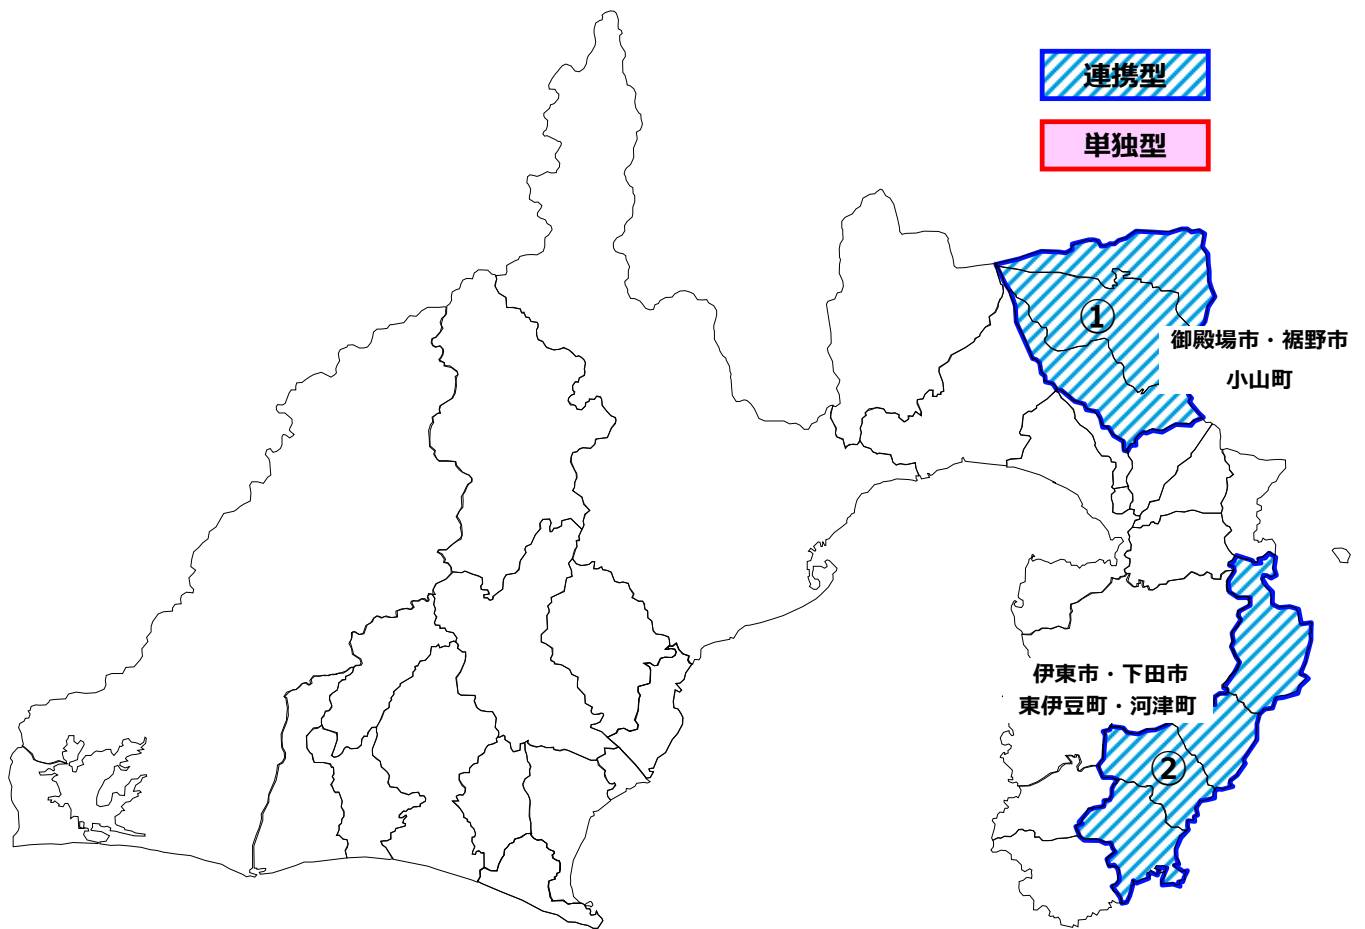 連携型
単独型
①
御殿場市・裾野市
小山町
伊東市・下田市
東伊豆町・河津町
②